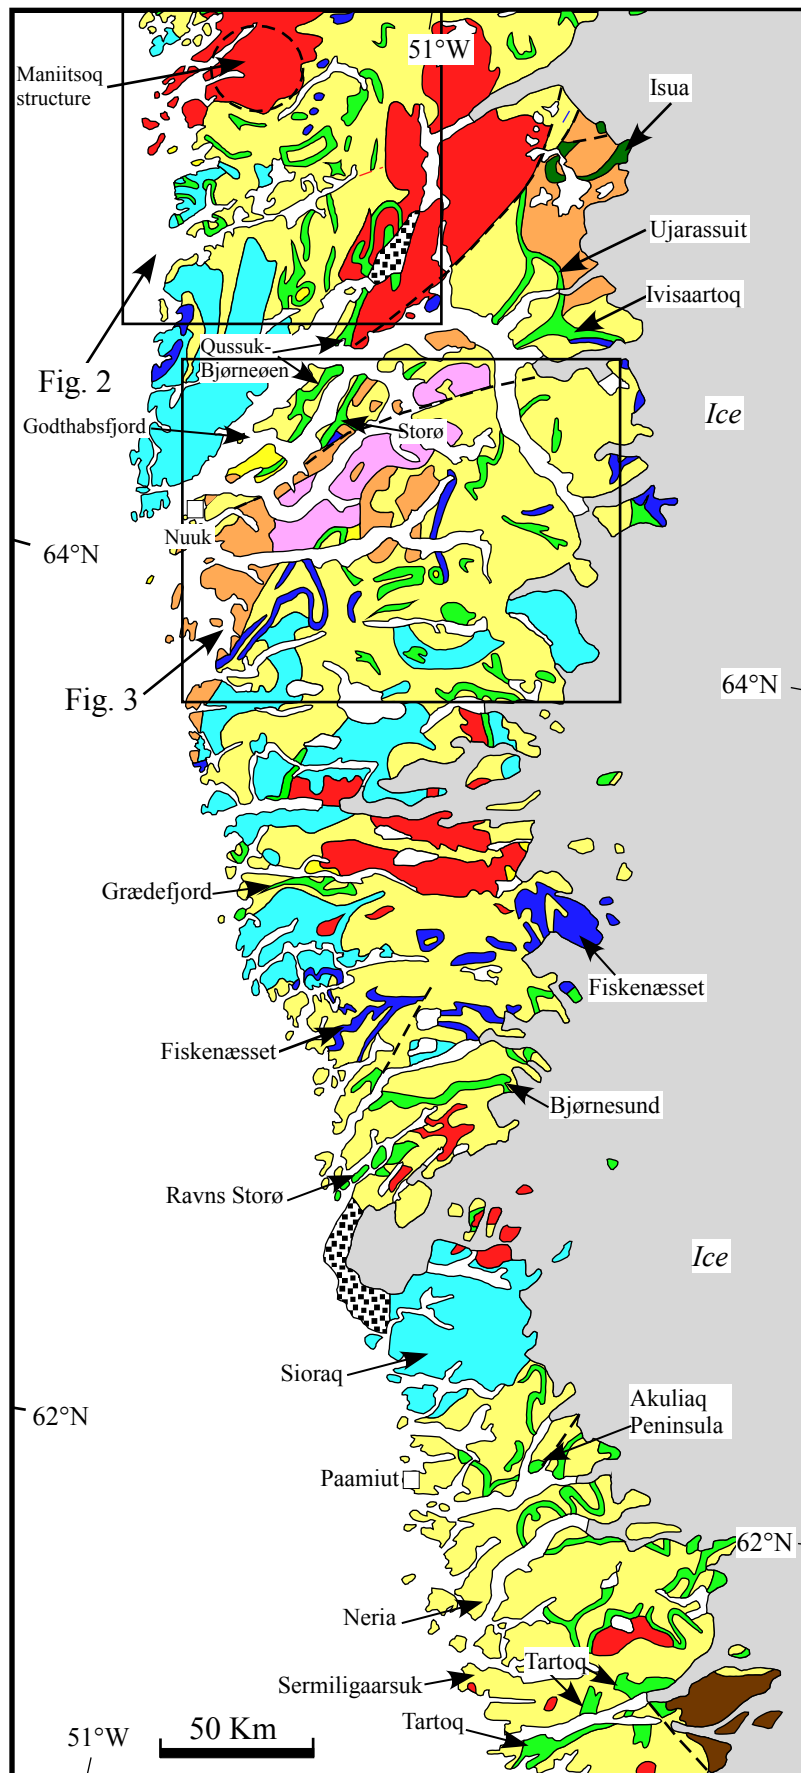 51°W
Maniitsoq
structure
Isua
Ujarassuit
Ivisaartoq
Qussuk-
Bjørneøen
Fig. 2
Ice
Godthabsfjord
Storø
Nuuk
64°N
Fig. 3
64°N
Grædefjord
Fiskenæsset
Fiskenæsset
Bjørnesund
Ravns Storø
Ice
Sioraq
Akuliaq
Peninsula
62°N
Paamiut
62°N
Neria
Tartoq
Sermiligaarsuk
Tartoq
51°W
50 Km